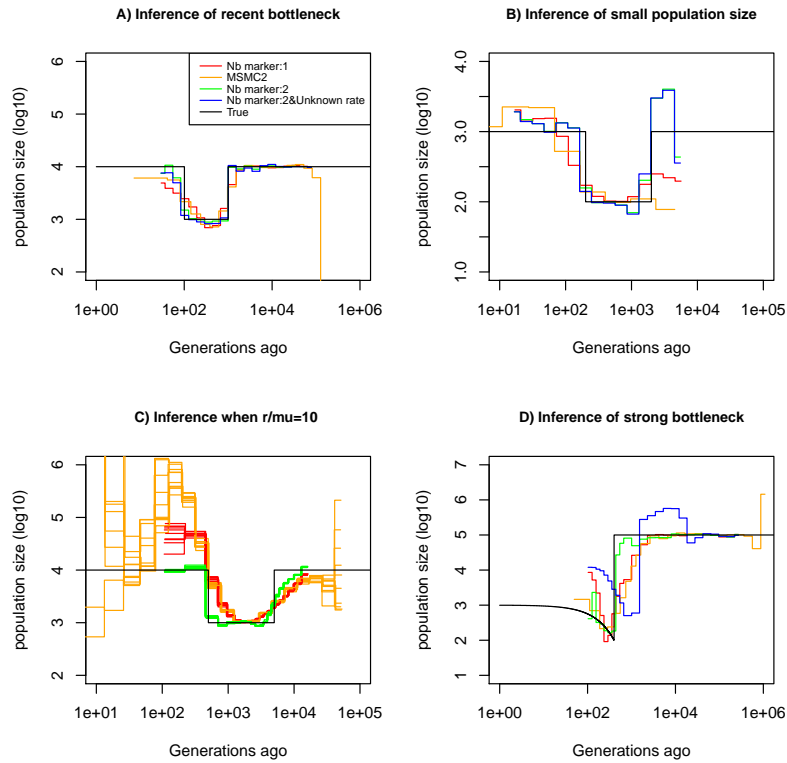 A) Inference of recent bottleneck
population size (log10)
6
5
4
3
2
Nb marker:1
MSMC2
Nb marker:2
Nb marker:2&Unknown rate
True
1e+00
1e+02
1e+04
1e+06
Generations ago
B) Inference of small population size
population size (log10)
4.0
3.0
2.0
1.0
1e+01
1e+02
1e+03
1e+04
1e+05
Generations ago
C) Inference when r/mu=10
population size (log10)
6
5
4
3
2
1e+01
1e+02
1e+03
1e+04
1e+05
Generations ago
D) Inference of strong bottleneck
population size (log10)
7
6
5
4
3
2
1
1e+00
1e+02
1e+04
1e+06
Generations ago